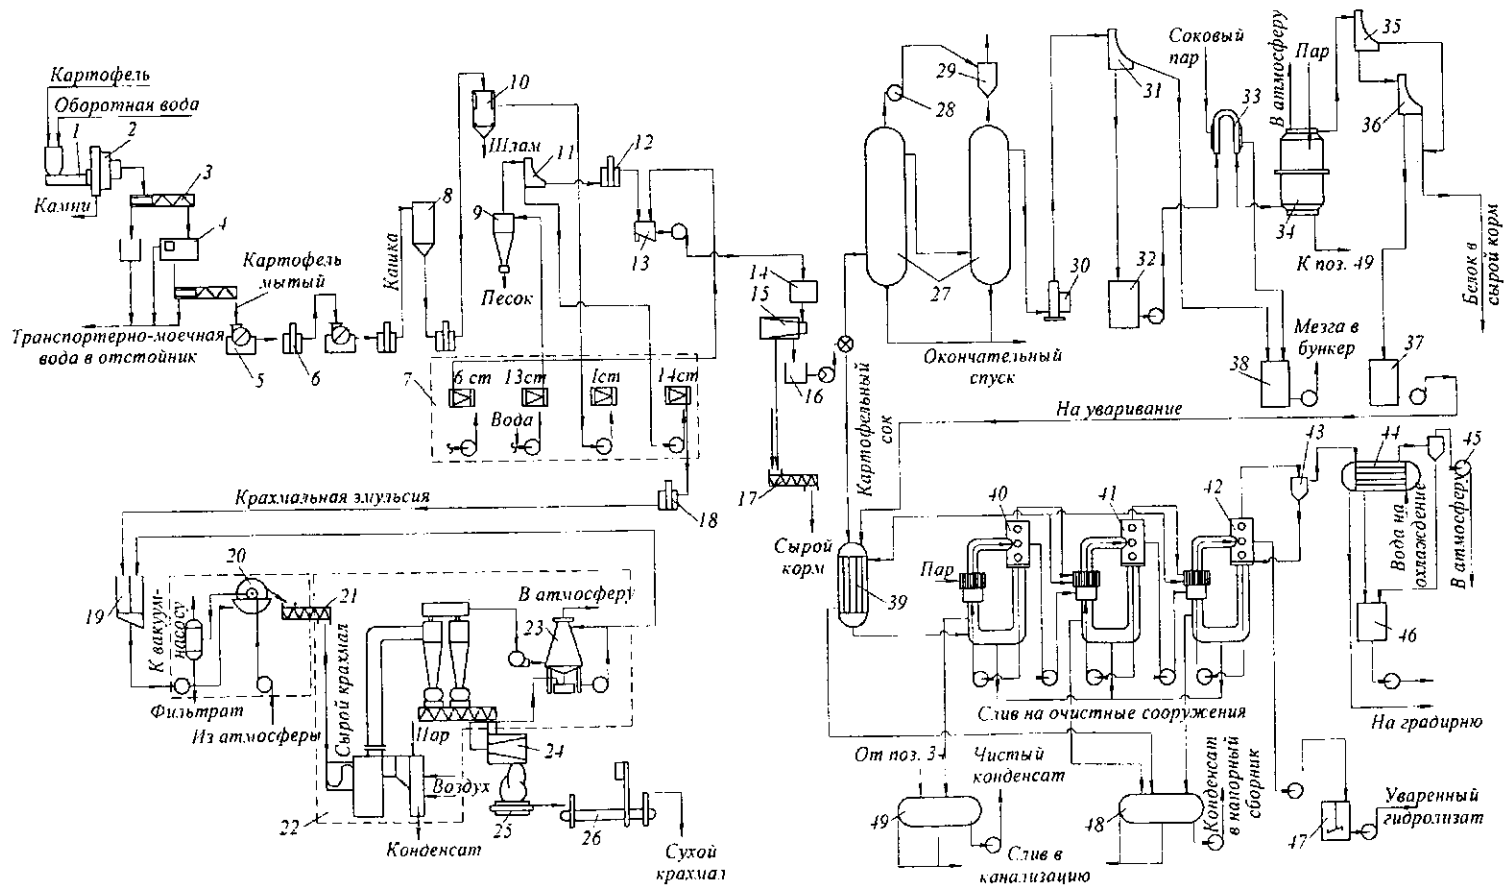 Картофель
Оборотная вода
1
2
3
Камни
4
Картофель
мытый
Транспортерно-моечная
вода в отстойник
5
6
Кашка
8
10
Шлам
11
12
9
Песок
13
7
6 ст
13ст
1ст
14ст
Вода
14
15
16
17
Сырой
корм
18
Крахмальная эмульсия
19
К вакуум-
насосу
20
21
Фильтрат
Из атмосферы
Сырой крахмал
22
В атмосферу
23
Пар
24
Воздух
25
26
Конденсат
Сухой
крахмал
27
28
29
30
Окончательный
спуск
Картофельный
сок
31
32
Соковый
пар
33
В атмосферу
Пар
34
К поз. 49
35
36
Белок в
сырой корм
37
38
Мезга в
бункер
На уваривание
39
Пар
40
41
42
43
44
45
Вода на
охлаждение
В атмосферу
46
На градирню
Слив на очистные сооружения
От поз. 34
Чистый
конденсат
49
Слив в
канализацию
48
Конденсат
в напорный
сборник
47
Уваренный
гидролизат